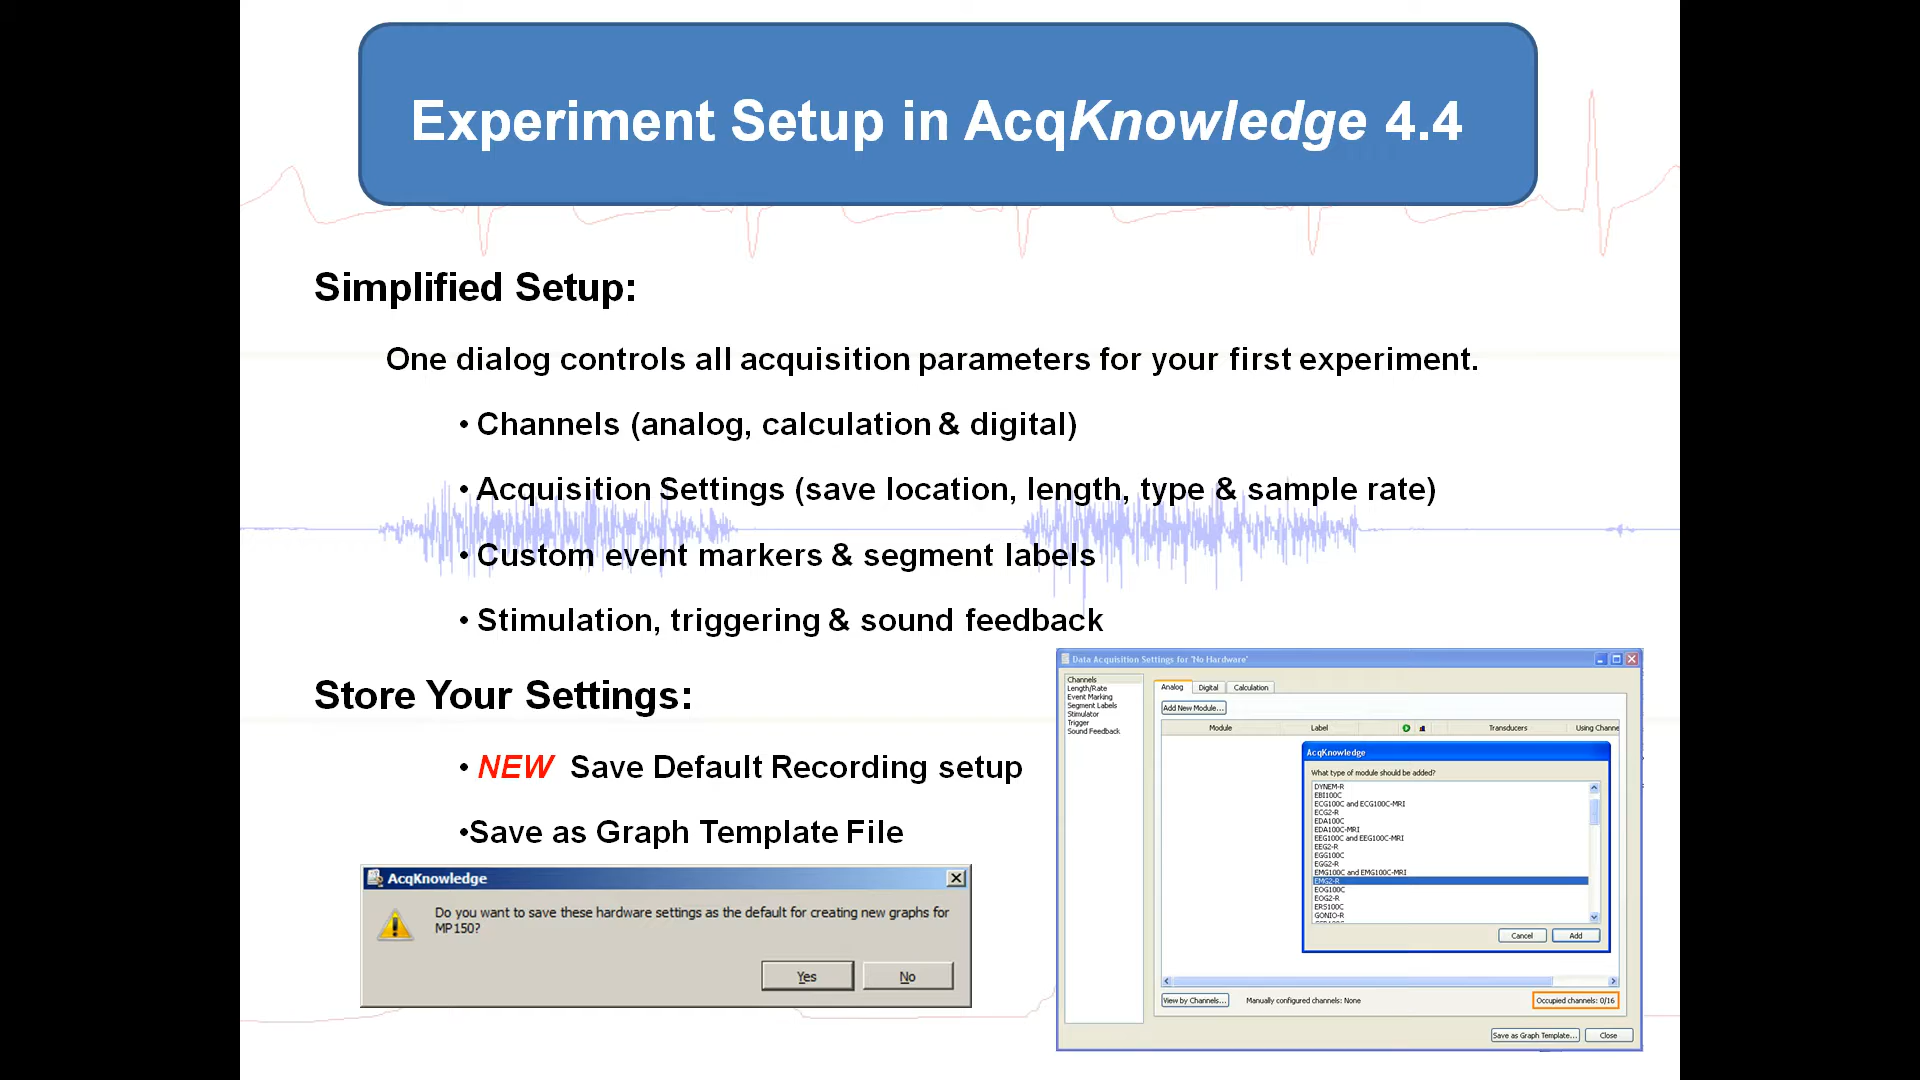 Experiment Setup in AcqKnowledge 4.4
Simplified Setup:
One dialog controls all acquisition parameters for your first experiment.
• Channels (analog, calculation & digital)
• Acquisition Settings (save location, length, type & sample rate)
• Custom event markers & segment labels
• Stimulation, triggering & sound feedback
Store Your Settings:
• NEW Save Default Recording setup
•Save as Graph Template File
AcqKnowledge
Do you want to save these hardware settings as the default for creating new graphs for
MP150?
Yes No
Data Acquisition Settings for 'No Hardware'
Channels
Length/Rate
Event Marking
Segment Labels
Stimulator
Trigger
Sound Feedback
Analog Digital Calculation
Add New Module...
Module Label Transducers Using Channe
AcqKnowledge
What type of module should be added?
DYNEM-R
EBI100C
ECG100C and ECG100C-MRI
ECG2-R
EDA100C
EDA100C-MRI
EEG100C and EEG100C-MRI
EEG2-R
EGG100C
EGG2-R
EMG100C and EMG100C-MRI
EMG2-R
EOG100C
EOG2-R
ERS100C
GONIO-R
Cancel Add
View by Channels... Manually configured channels: None Occupied channels: 0/16
Save as Graph Template... Close